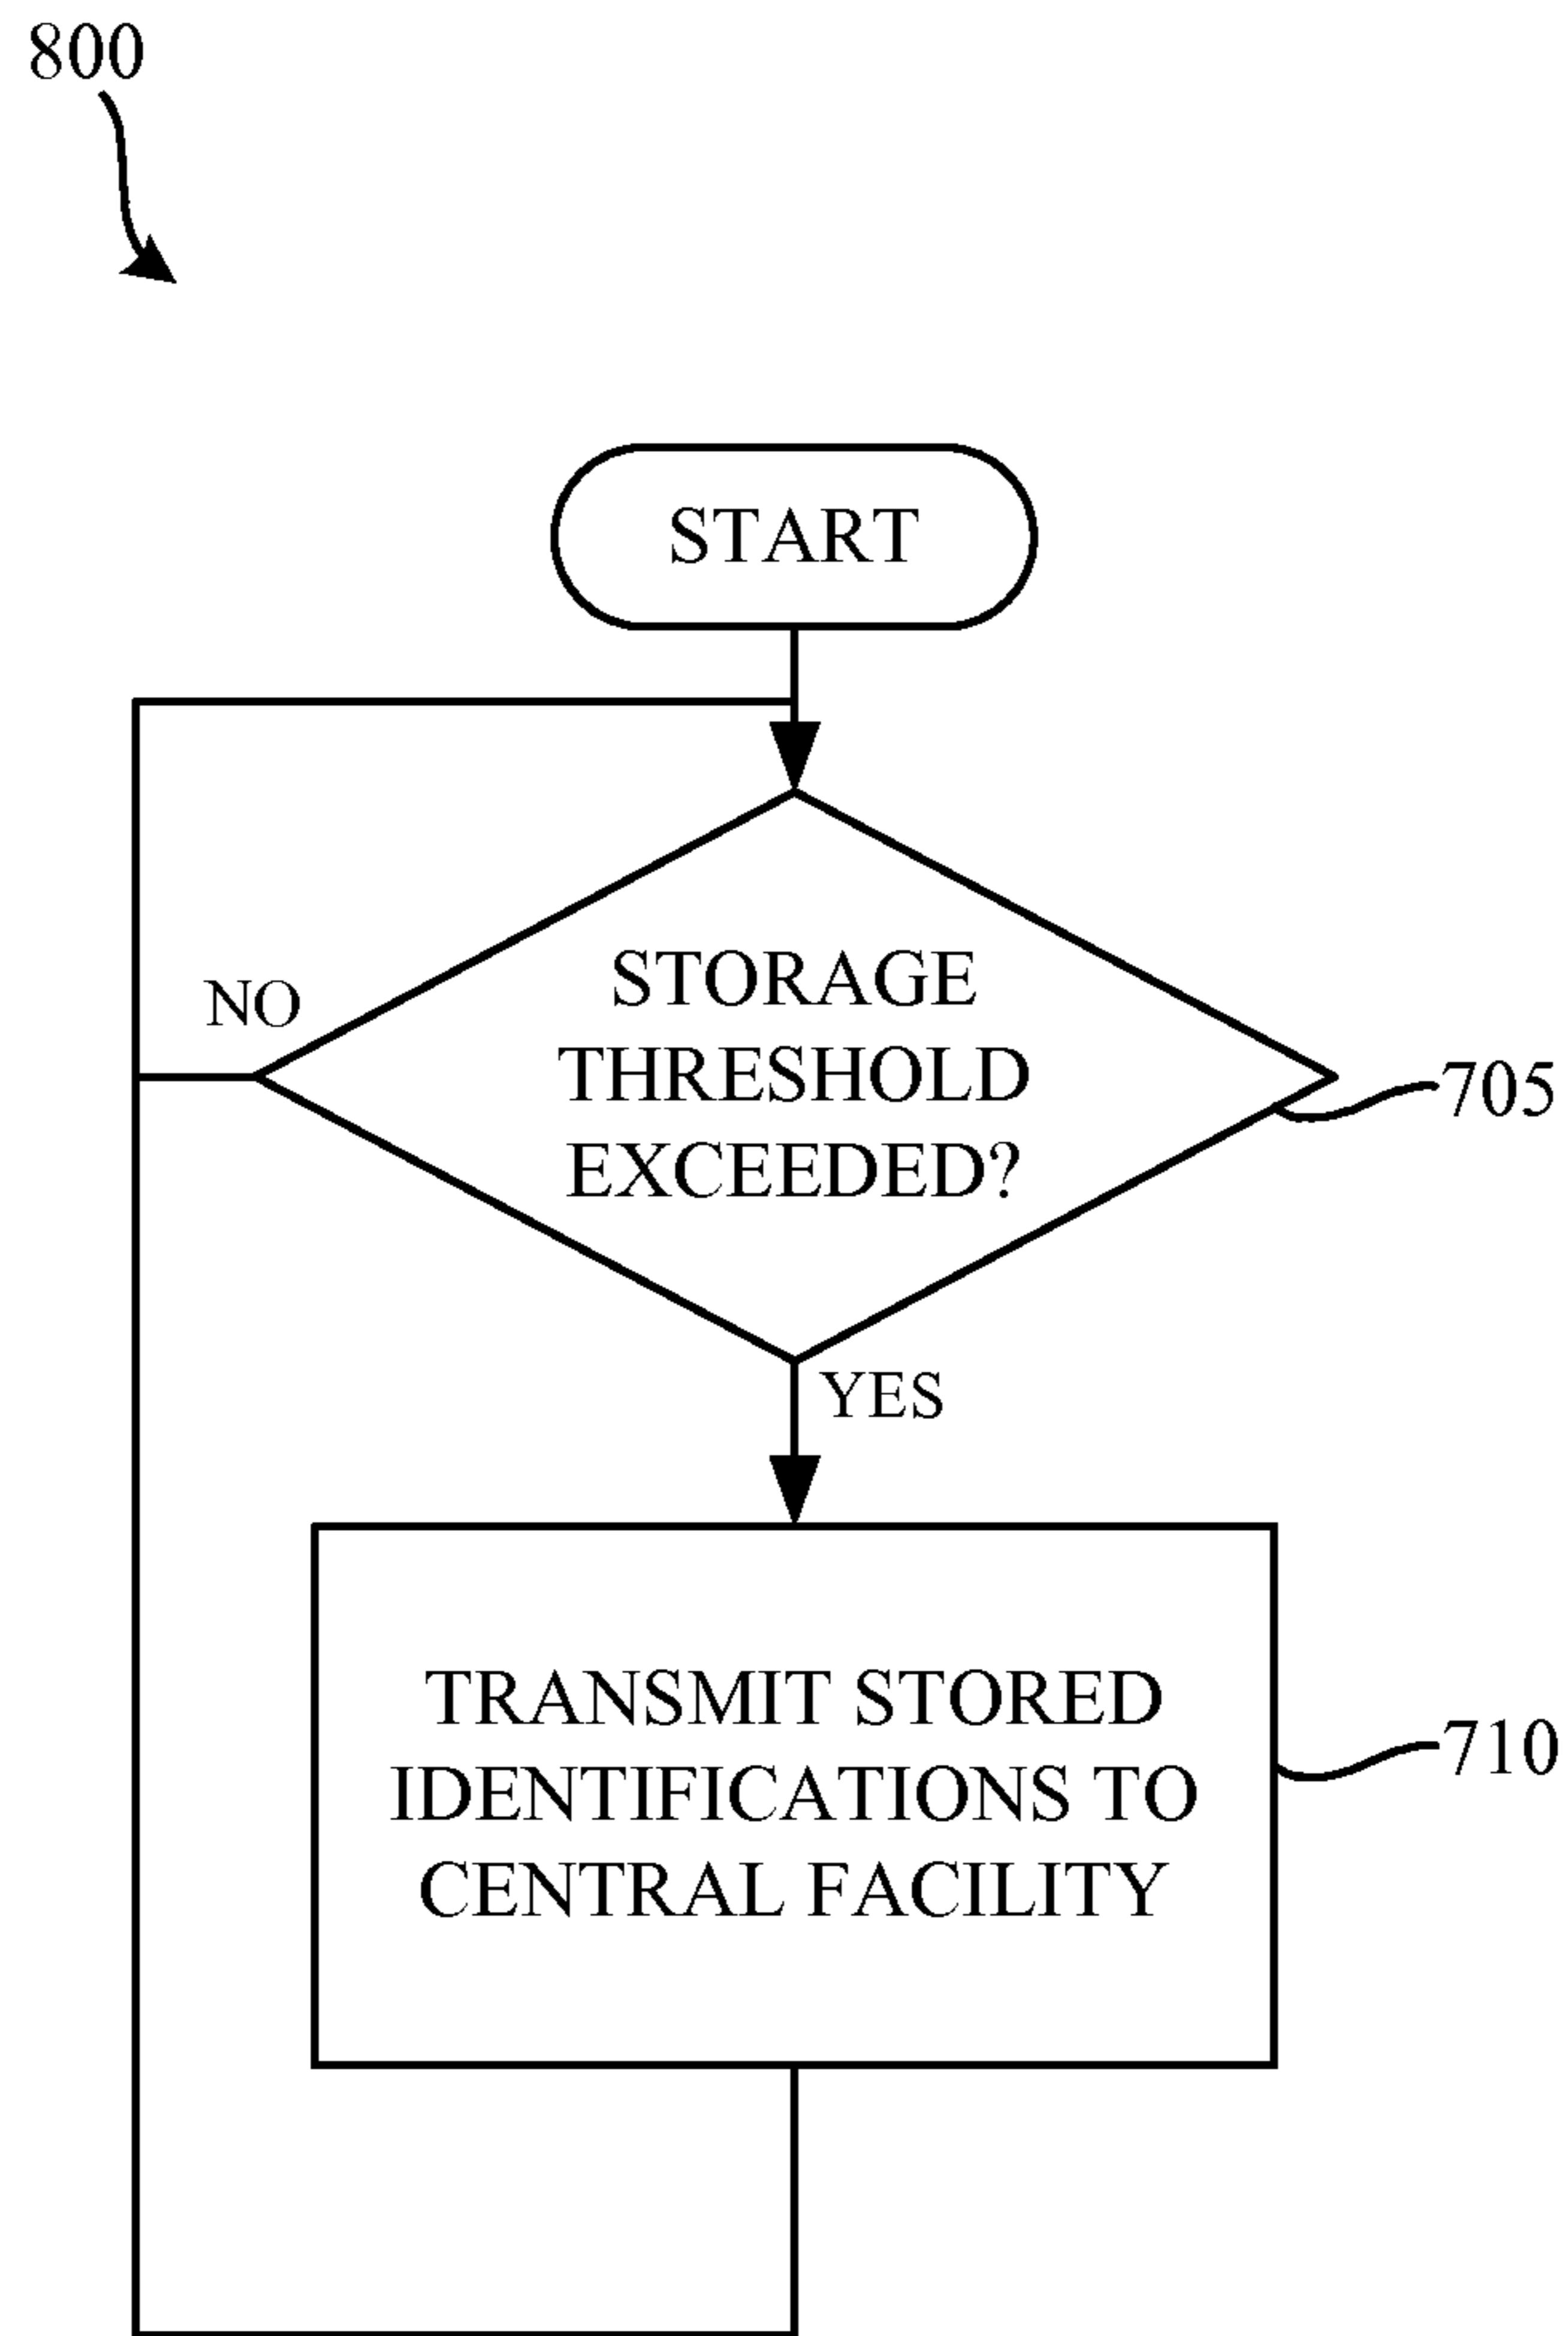 800
START
STORAGE
THRESHOLD
EXCEEDED?
NO
705
YES
TRANSMIT STORED
IDENTIFICATIONS TO
CENTRAL FACILITY
710